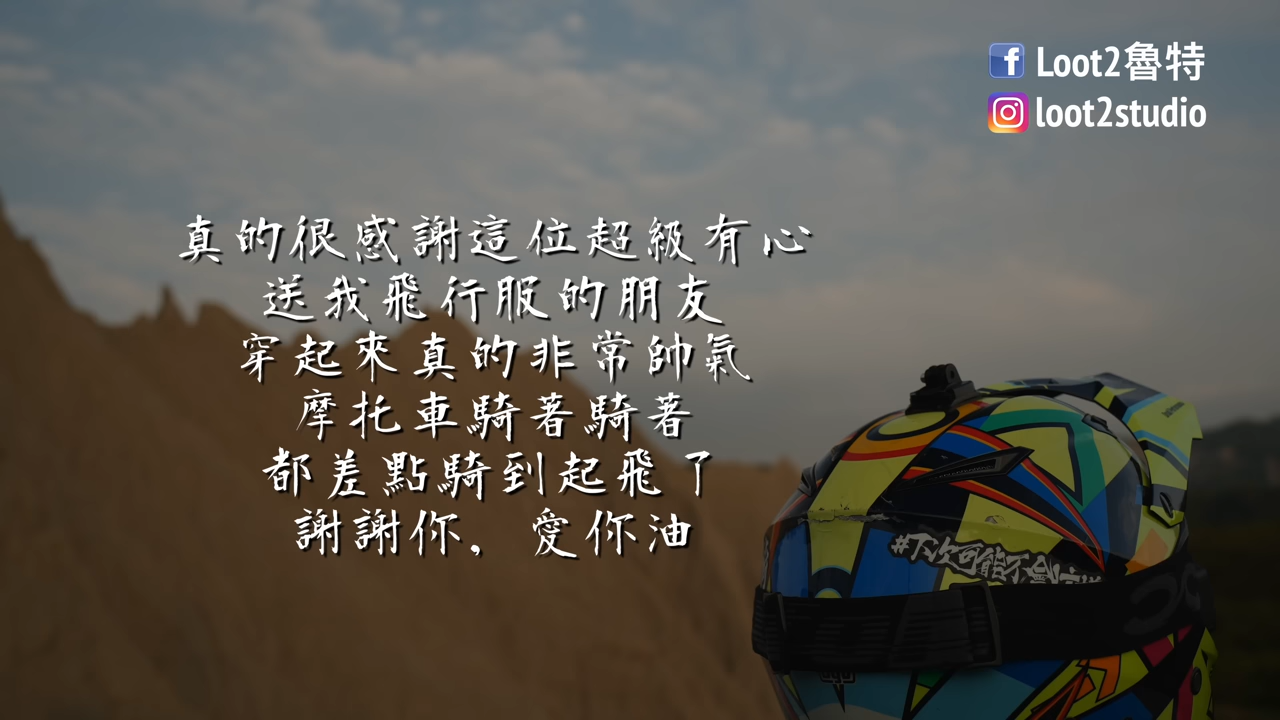 Loot2魯特
loot2studio
真的很感謝這位超級有心
送我飛行服的朋友
穿起來真的非常帥氣
摩托車騎著騎著
都差點騎到起飛了
謝謝你, 愛你油